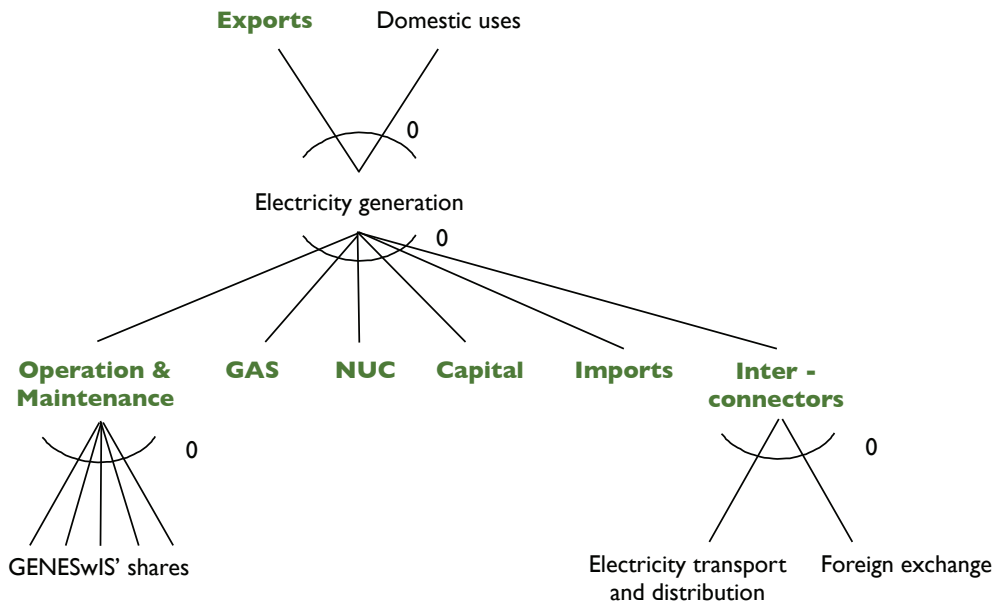 Exports Domestic uses
0
Electricity generation
0
Operation & Maintenance
GAS
NUC
Capital
Imports
Inter -
connectors
0
0
GENESwIS' shares
Electricity transport
and distribution
Foreign exchange